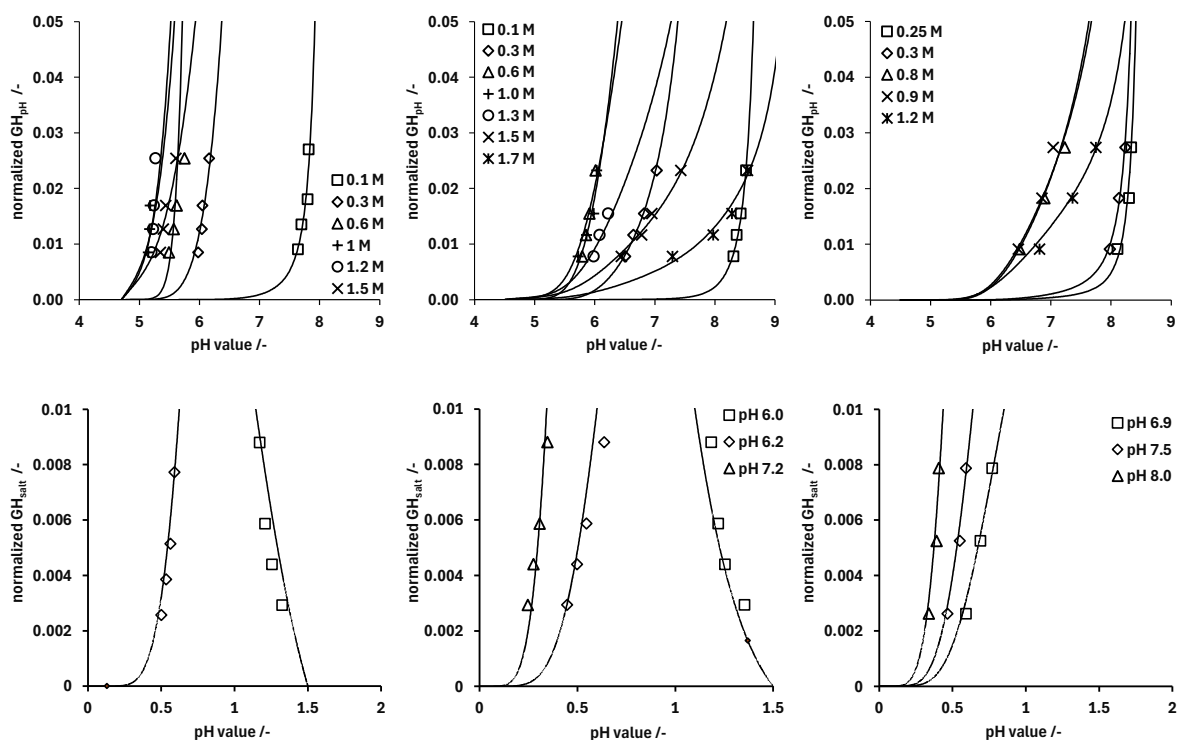 normalized GH_pH /-
0.05
0.04
0.03
0.02
0.01
0.00
0.1 M
0.3 M
0.6 M
1 M
1.2 M
1.5 M
4 5 6 7 8 9
pH value /-
normalized GH_pH /-
0.05
0.04
0.03
0.02
0.01
0.00
0.1 M
0.3 M
0.6 M
1.0 M
1.3 M
1.5 M
1.7 M
4 5 6 7 8 9
pH value /-
normalized GH_pH /-
0.05
0.04
0.03
0.02
0.01
0.00
0.25 M
0.3 M
0.8 M
0.9 M
1.2 M
4 5 6 7 8 9
pH value /-
normalized GH_salt /-
0.01
0.008
0.006
0.004
0.002
0
0 0.5 1 1.5 2
pH value /-
normalized GH_salt /-
0.01
0.008
0.006
0.004
0.002
0
pH 6.0
pH 6.2
pH 7.2
0 0.5 1 1.5
pH value /-
normalized GH_salt /-
0.01
0.008
0.006
0.004
0.002
0
pH 6.9
pH 7.5
pH 8.0
0 0.5 1 1.5 2
pH value /-